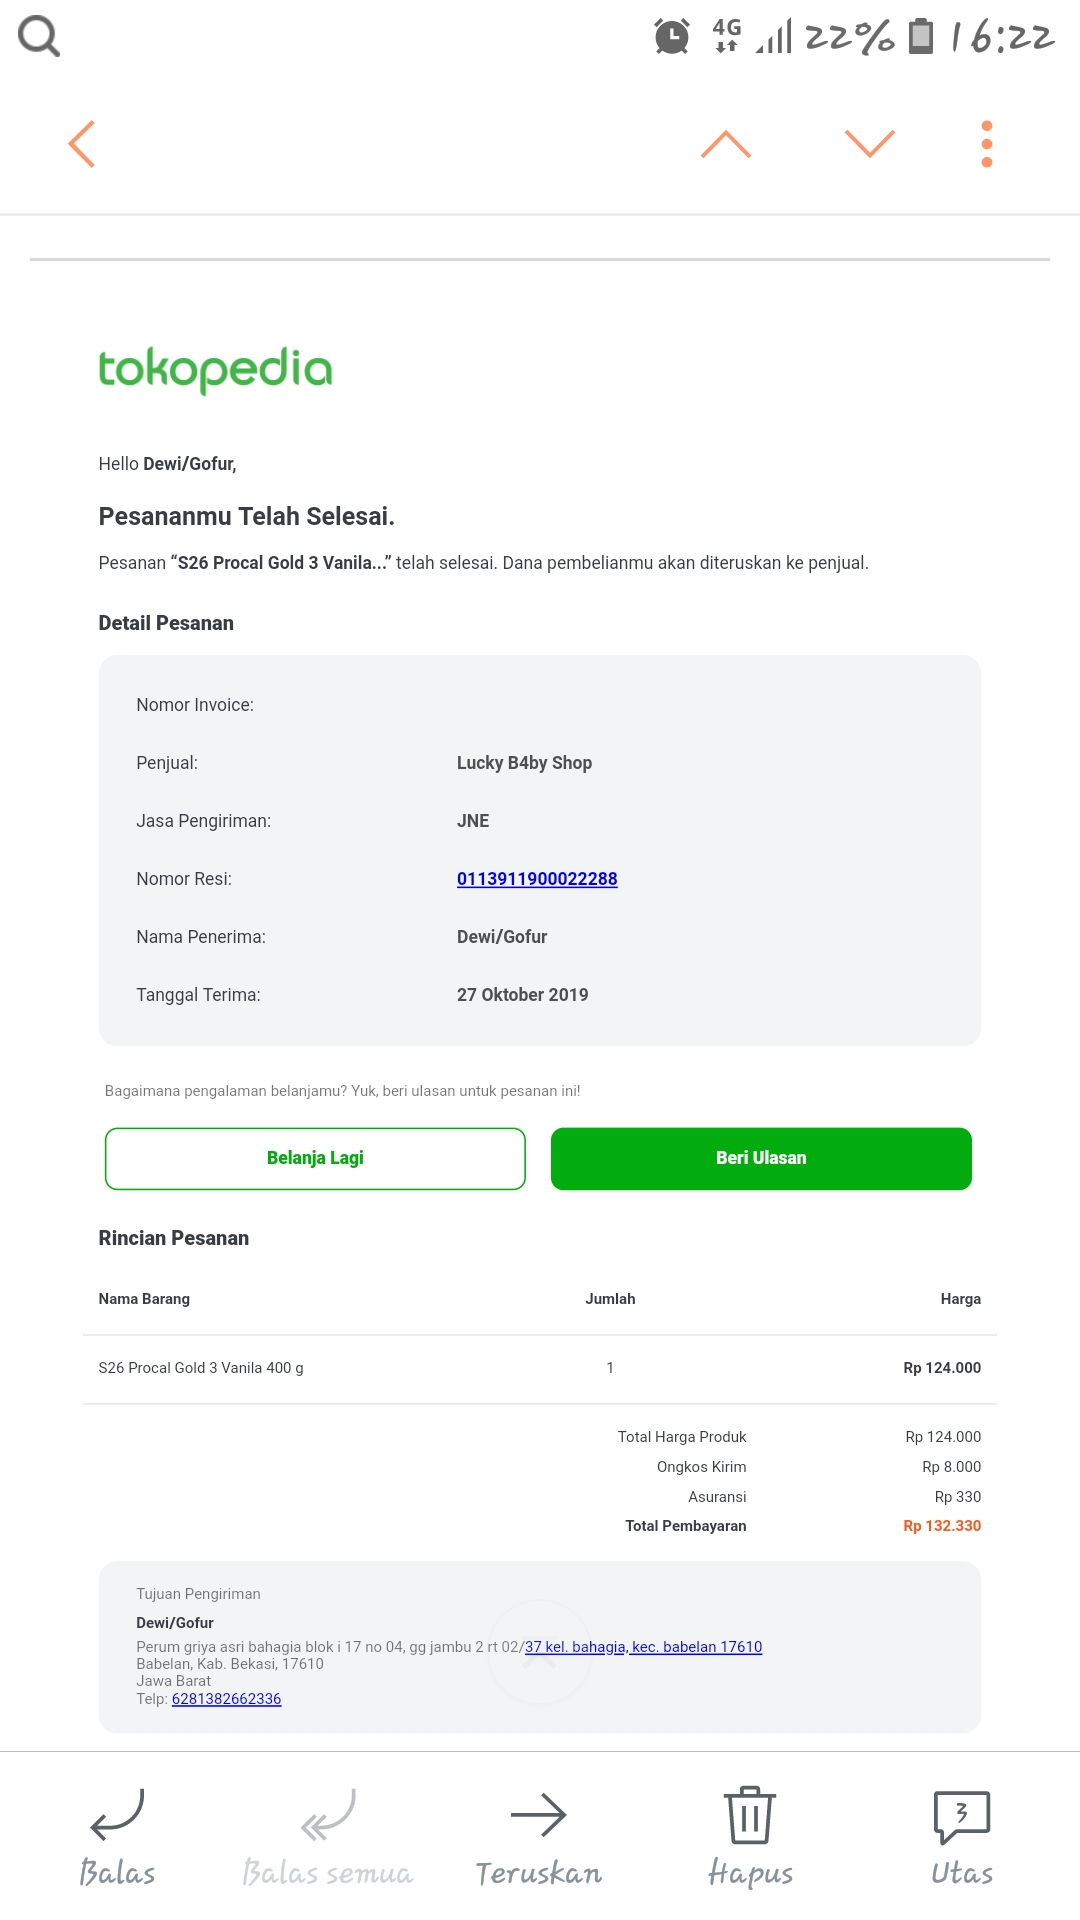 4G 22% 16:22
tokopedia
Hello Dewi/Gofur,
Pesananmu Telah Selesai.
Pesanan “S26 Procal Gold 3 Vanila...” telah selesai. Dana pembelianmu akan diteruskan ke penjual.
Detail Pesanan
Nomor Invoice:
Penjual: Lucky B4by Shop
Jasa Pengiriman: JNE
Nomor Resi: 0113911900022288
Nama Penerima: Dewi/Gofur
Tanggal Terima: 27 Oktober 2019
Bagaimana pengalaman belanjamu? Yuk, beri ulasan untuk pesanan ini!
Belanja Lagi Beri Ulasan
Rincian Pesanan
Nama Barang Jumlah Harga
S26 Procal Gold 3 Vanila 400 g 1 Rp 124.000
Total Harga Produk Rp 124.000
Ongkos Kirim Rp 8.000
Asuransi Rp 330
Total Pembayaran Rp 132.330
Tujuan Pengiriman
Dewi/Gofur
Perum griya asri bahagia blok i 17 no 04, gg jambu 2 rt 02/37 kel. bahagia, kec. babelan 17610
Babelan, Kab. Bekasi, 17610
Jawa Barat
Telp: 6281382662336
3
Balas Balas semua Teruskan Hapus Utas